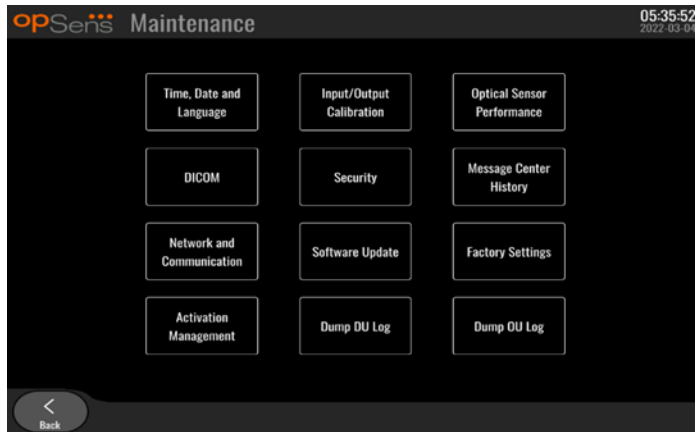 opSens Maintenance
05:35:52
2022-03-04
Time, Date and
Language
Input/Output
Calibration
Optical Sensor
Performance
DICOM
Security
Message Center
History
Network and
Communication
Software Update
Factory Settings
Activation
Management
Dump DU Log
Dump OU Log
Back